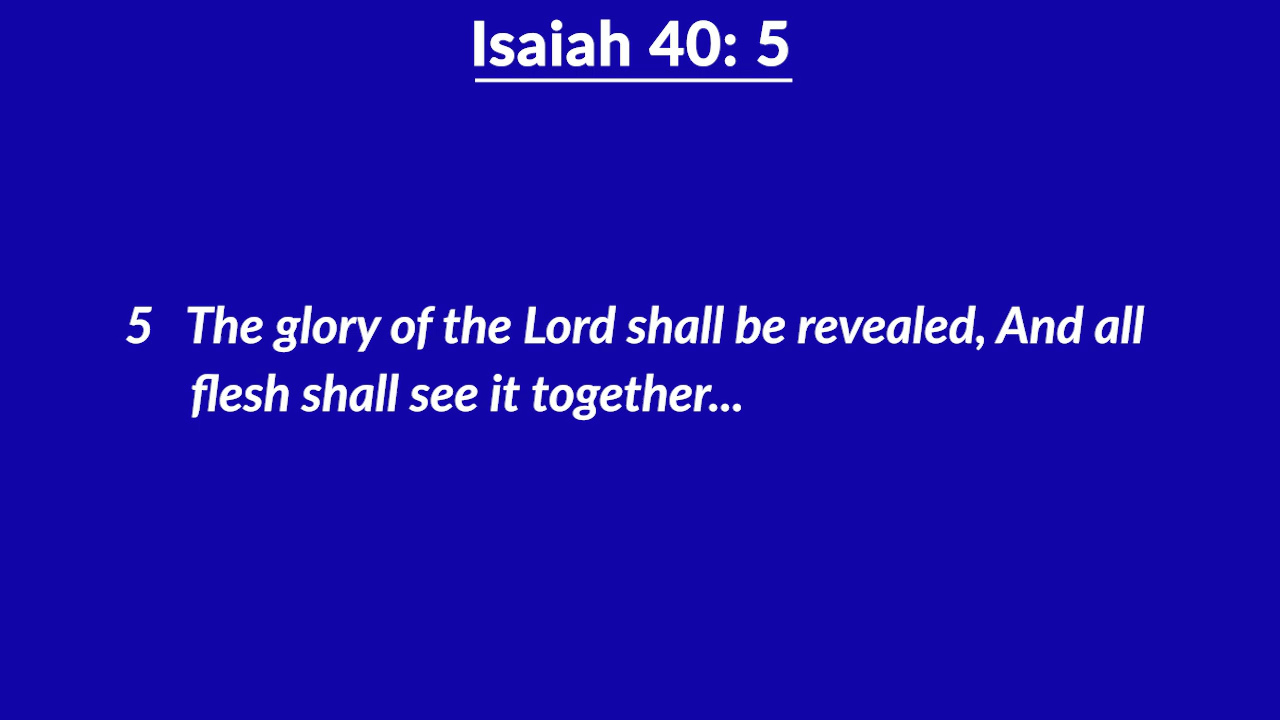 Isaiah 40: 5
5 The glory of the Lord shall be revealed, And all
flesh shall see it together...